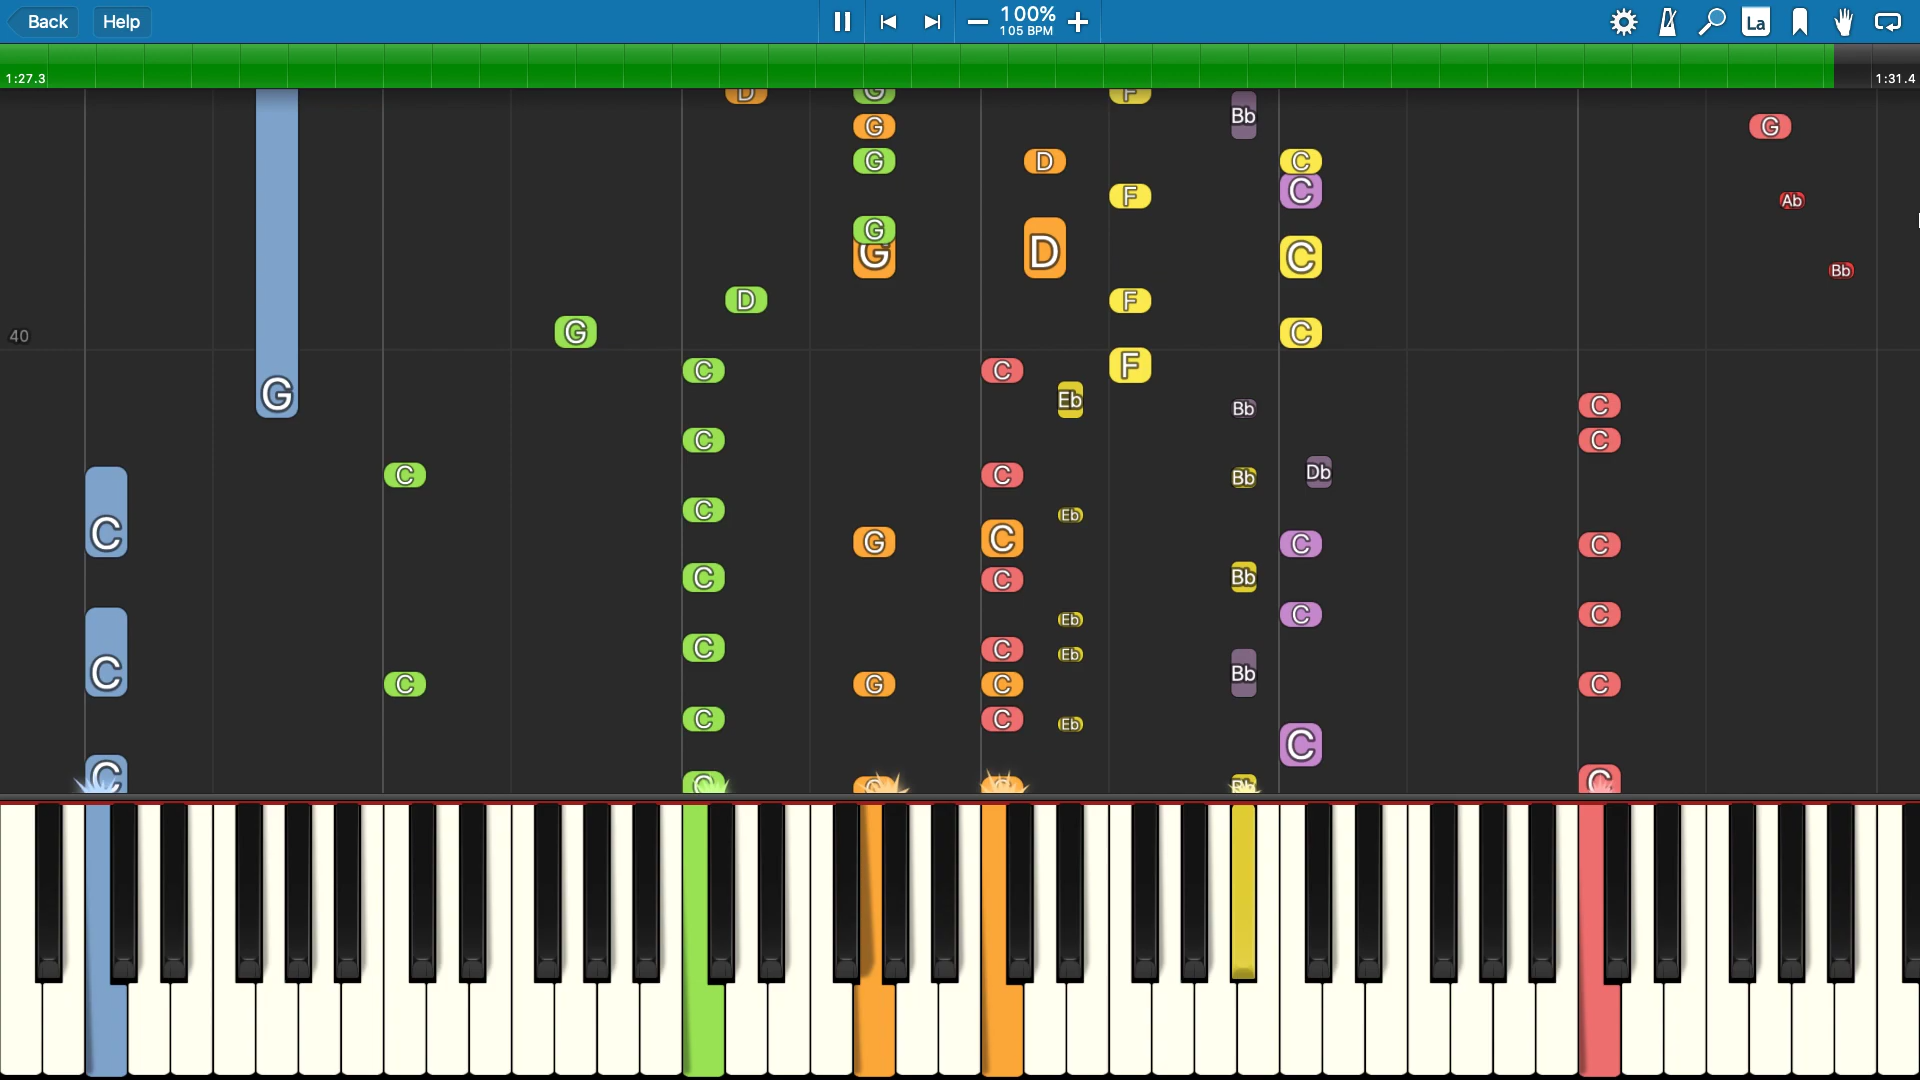 Back Help 100% La
105 BPM
1:27.3 1:31.4
D G F
Bb
G G
G D C
F C
Ab
G
G D C
Bb
D F
G C
40
C C F
G Eb
Bb C
C C
C C Bb Db
C Eb
C G C C C
C C Bb
Eb C C
C C Eb
C Bb
C G C C
C C Eb
C
C C G C Bb C